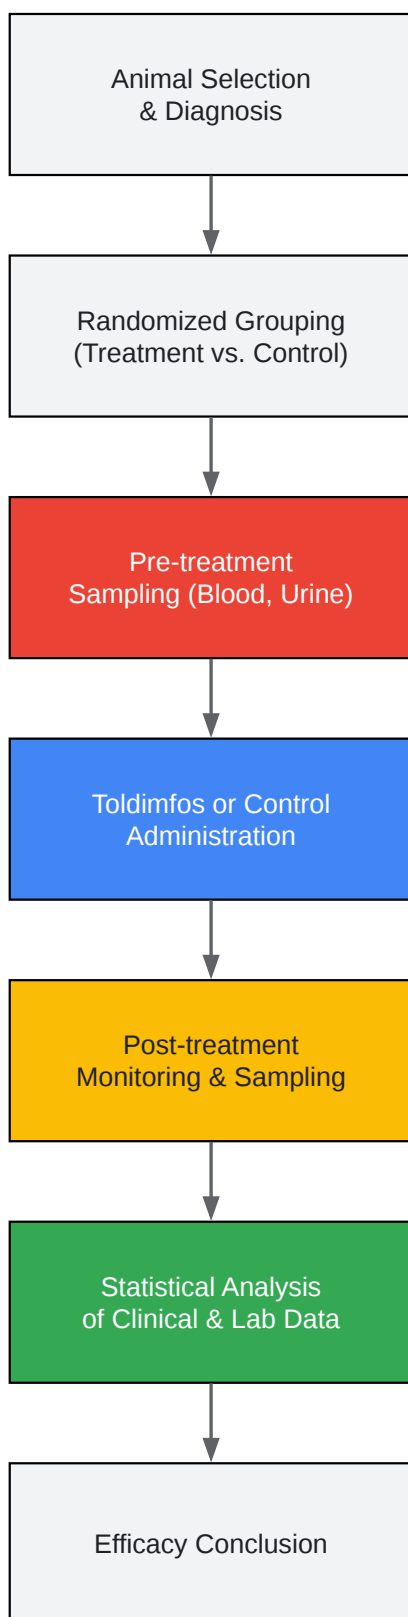 Animal Selection
& Diagnosis
Randomized Grouping
(Treatment vs. Control)
Pre-treatment
Sampling (Blood, Urine)
Toldimfos or Control
Administration
Post-treatment
Monitoring & Sampling
Statistical Analysis
of Clinical & Lab Data
Efficacy Conclusion